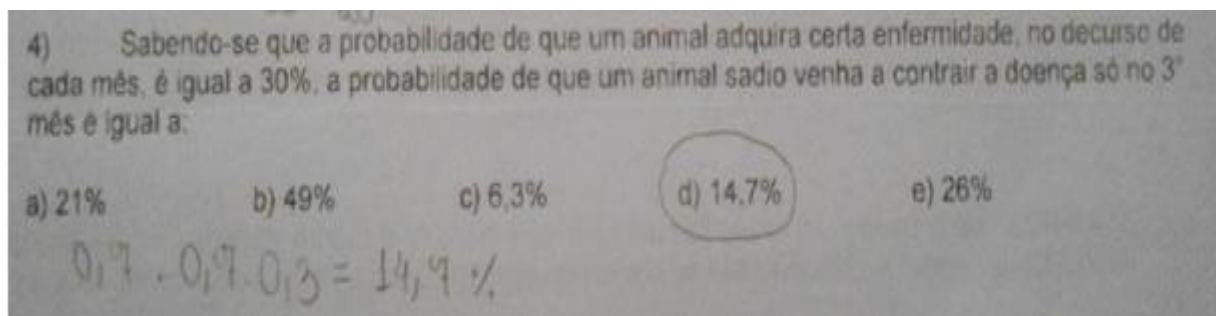 4) Sabendo-se que a probabilidade de que um animal adquira certa enfermidade, no decurso de
cada mês, é igual a 30%, a probabilidade de que um animal sadio venha a contrair a doença só no 3°
mês é igual a:
a) 21% b) 49% c) 6,3% d) 14,7% e) 26%
0,7 . 0,7 . 0,3 = 14,7 %